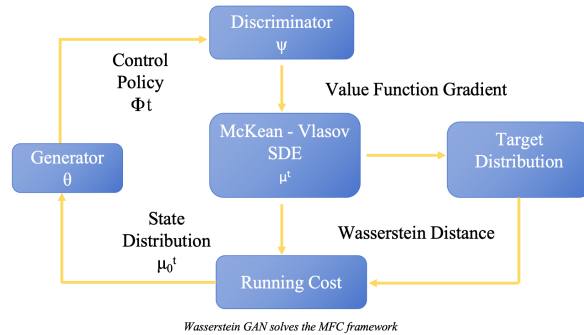 Discriminator
ψ
Control
Policy
Φt
Value Function Gradient
McKean - Vlasov
SDE
μᵗ
Target
Distribution
Generator
θ
State
Distribution
μ₀ᵗ
Wasserstein Distance
Running Cost
Wasserstein GAN solves the MFC framework